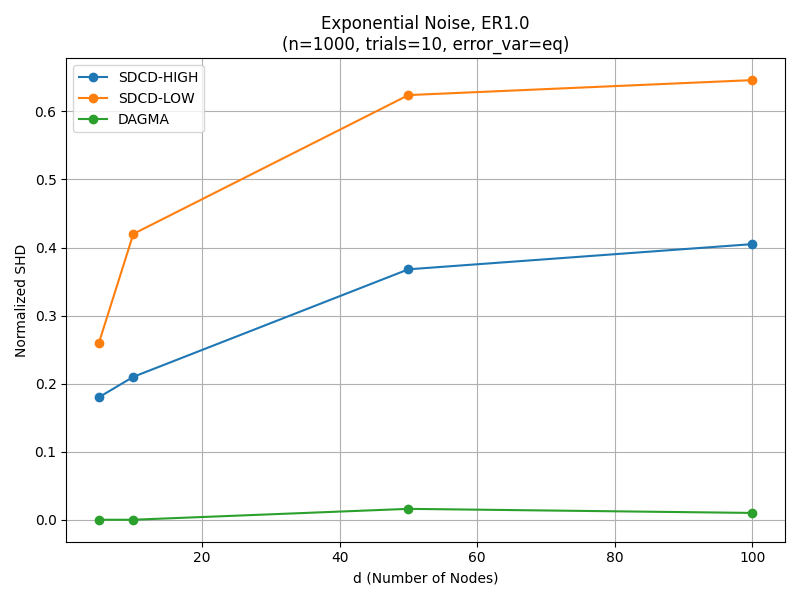 Exponential Noise, ER1.0
(n=1000, trials=10, error_var=eq)
SDCD-HIGH
SDCD-LOW
DAGMA
Normalized SHD
0.6
0.5
0.4
0.3
0.2
0.1
0.0
20
40
60
80
100
d (Number of Nodes)